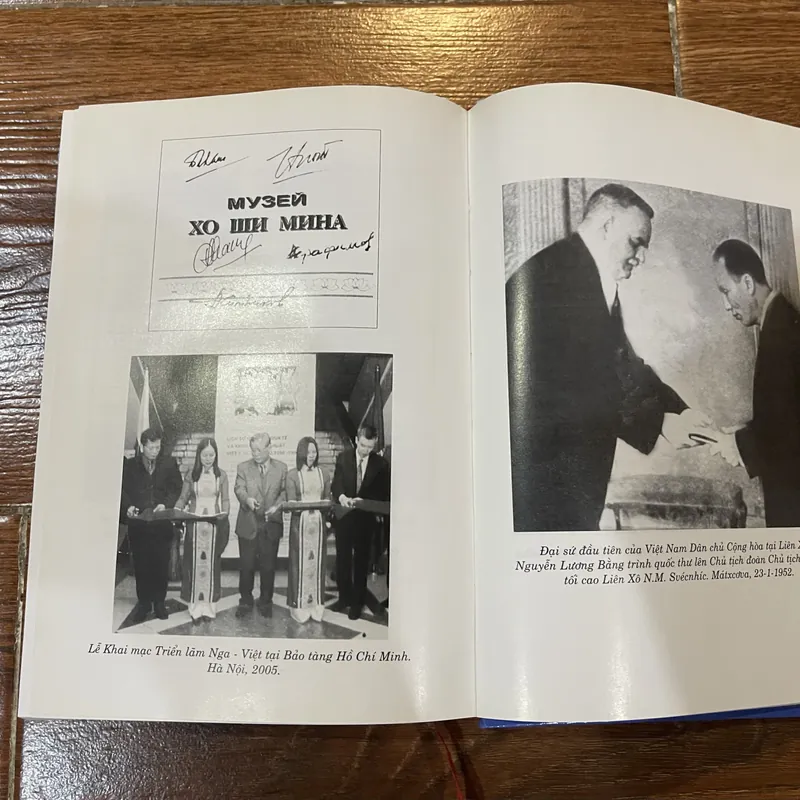 МУЗЕЙ
ХО ШИ МИНА
Lễ Khai mạc Triển lãm Nga - Việt tại Bảo tàng Hồ Chí Minh.
Hà Nội, 2005.
Đại sứ đầu tiên của Việt Nam Dân chủ Cộng hòa tại Liên
Nguyễn Lương Bằng trình quốc thư lên Chủ tịch đoàn Chủ tịch
tối cao Liên Xô N.M. Svécnhíc. Mátxcơva, 23-1-1952.